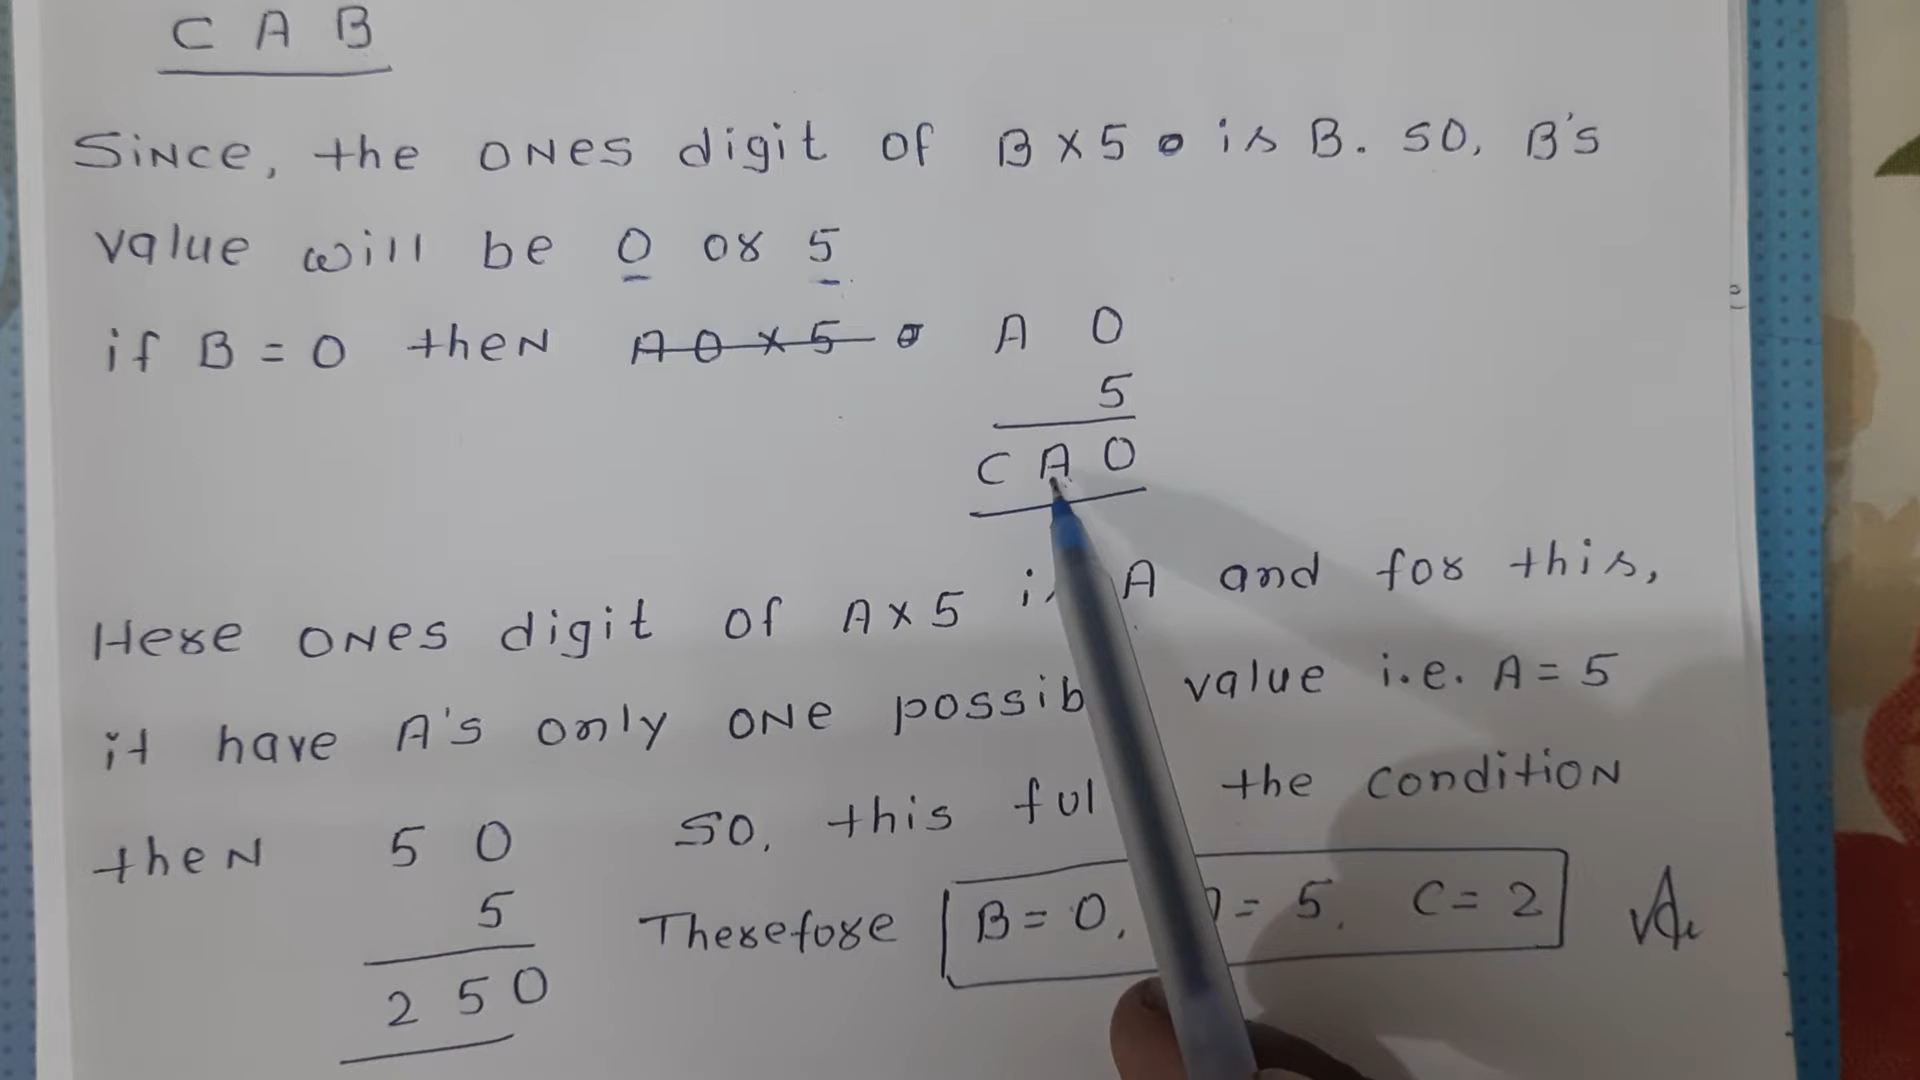 C A B
Since, the ones digit of B × 5 is B. So, B's
value will be 0 or 5
if B = 0 then A 0 × 5 A 0
5
C A 0
Here ones digit of A × 5 A and for this,
it have A's only one value i.e. A = 5
then 5 0 So, this the condition
5
2 5 0
Therefore B = 0, = 5, C = 2